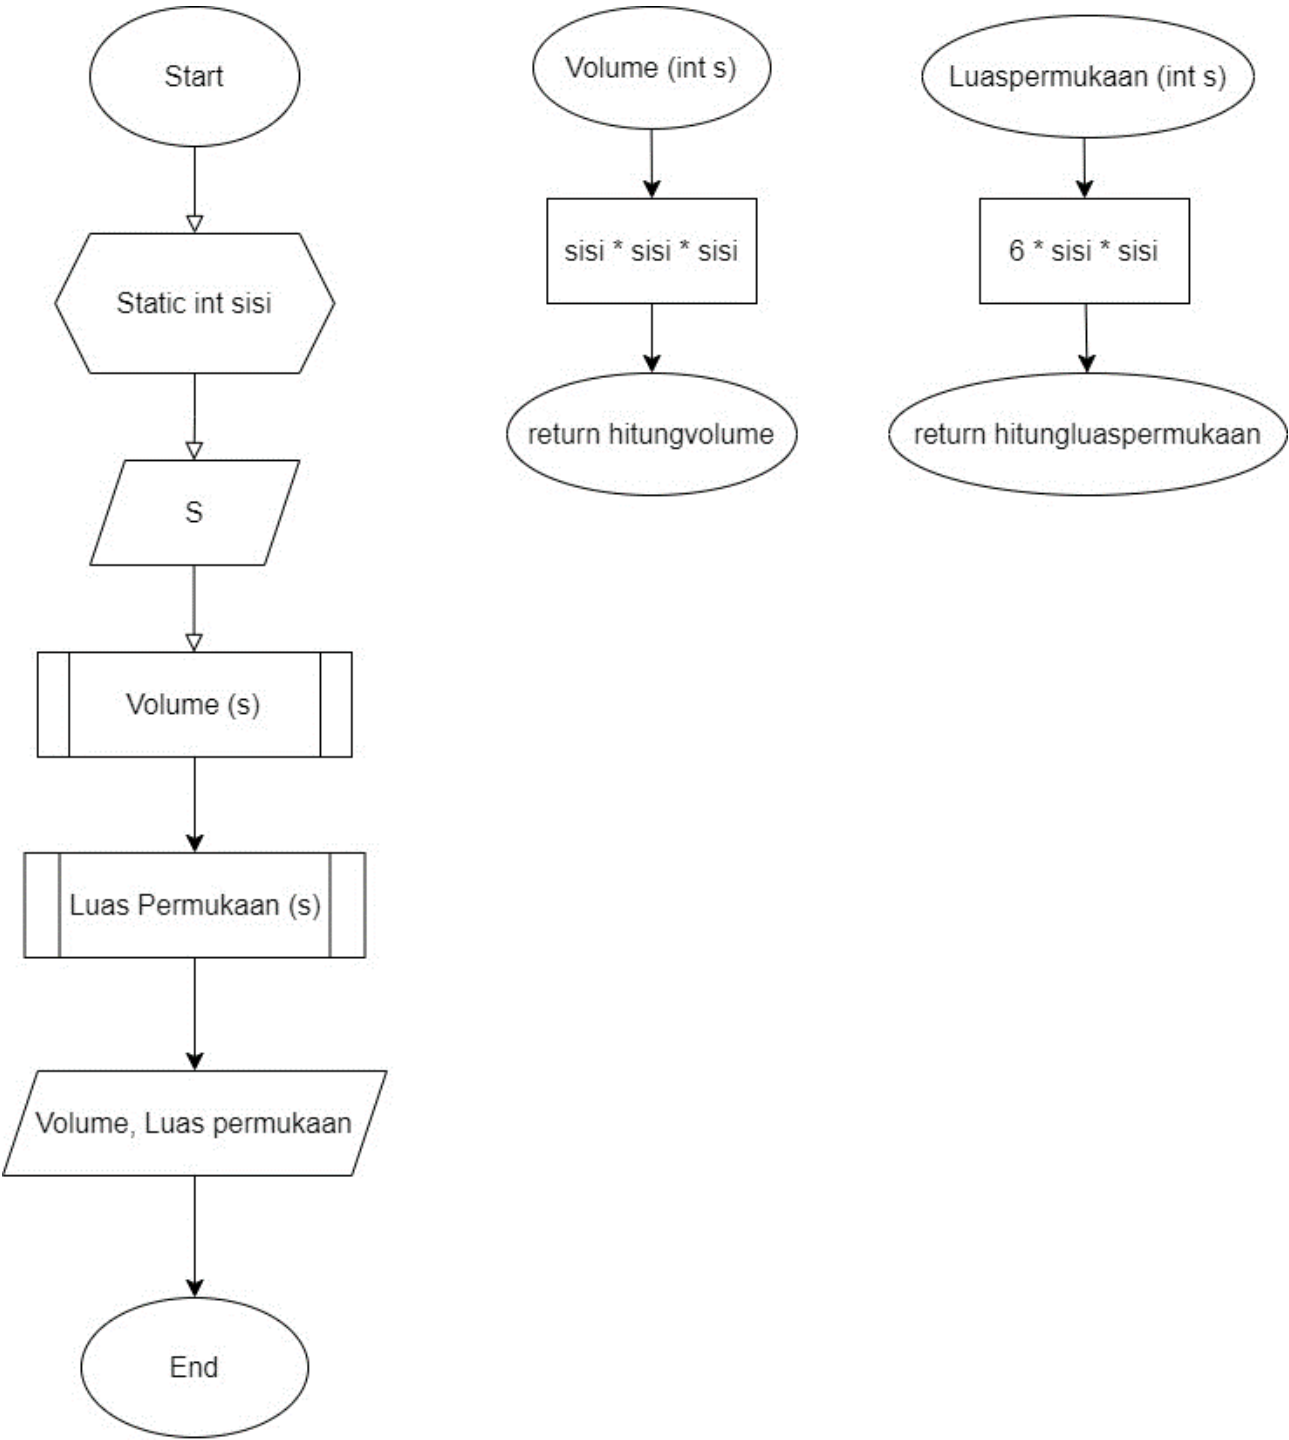 Start
Static int sisi
S
Volume (s)
Luas Permukaan (s)
Volume, Luas permukaan
End
Volume (int s)
sisi * sisi * sisi
return hitungvolume
Luaspermukaan (int s)
6 * sisi * sisi
return hitungluaspermukaan